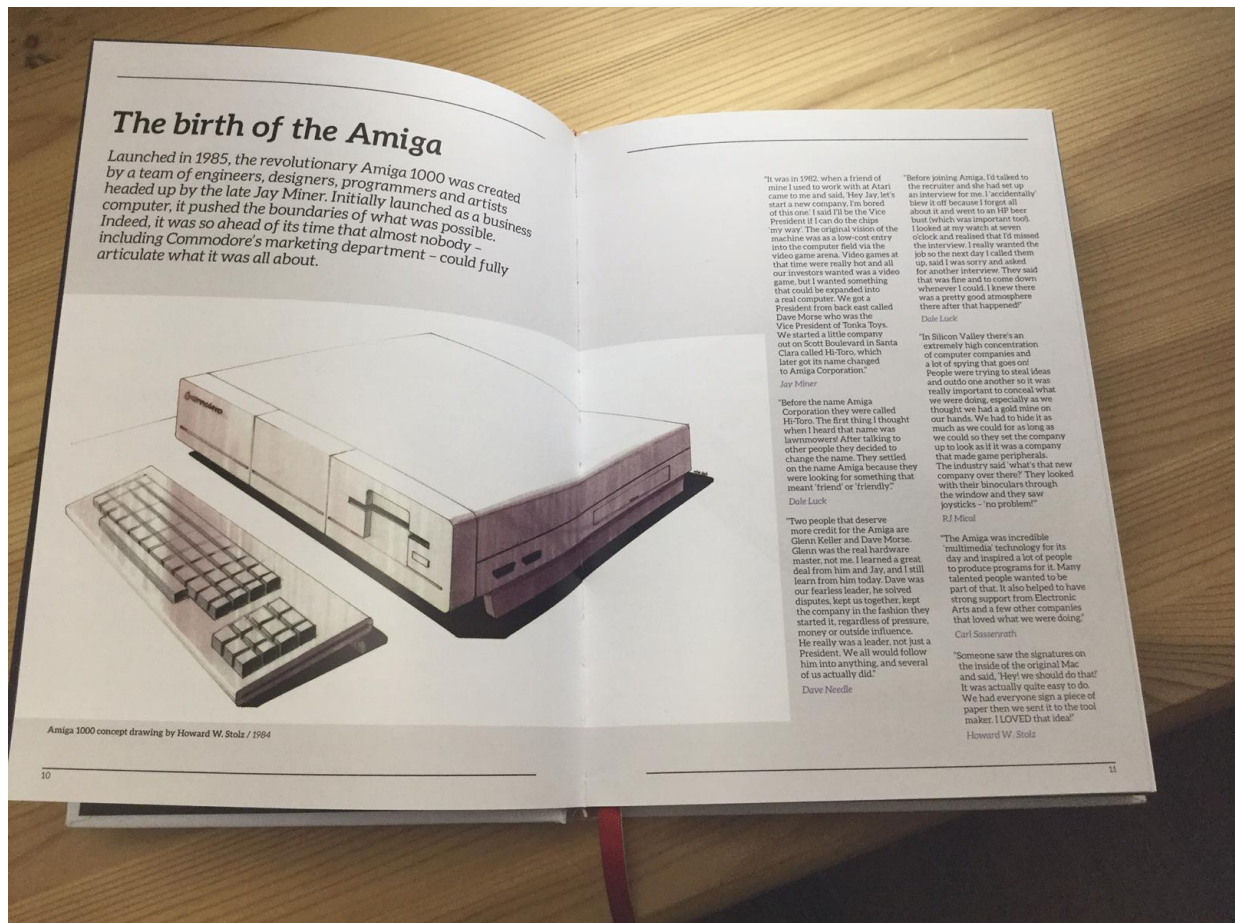 The birth of the Amiga
Launched in 1985, the revolutionary Amiga 1000 was created
by a team of engineers, designers, programmers and artists
headed up by the late Jay Miner. Initially launched as a business
computer, it pushed the boundaries of what was possible.
Indeed, it was so ahead of its time that almost nobody –
including Commodore's marketing department – could fully
articulate what it was all about.
Amiga 1000 concept drawing by Howard W. Stolz / 1984
10
"It was in 1982, when a friend of
mine I used to work with at Atari
came to me and said, 'Hey Jay, let's
start a new company, I'm bored
of this one.' I said I'll be the Vice
President if I can do the chips
'my way'. The original vision of the
machine was as a low-cost entry
into the computer field via the
video game arena. Video games at
that time were really hot and all
our investors wanted was a video
game, but I wanted something
that could be expanded into
a real computer. We got a
President from back east called
Dave Morse who was the
Vice President of Tonka Toys.
We started a little company
out on Scott Boulevard in Santa
Clara called Hi-Toro, which
later got its name changed
to Amiga Corporation."
Jay Miner
"Before the name Amiga
Corporation they were called
Hi-Toro. The first thing I thought
when I heard that name was
lawnmowers! After talking to
other people they decided to
change the name. They settled
on the name Amiga because they
were looking for something that
meant 'friend' or 'friendly'."
Dale Luck
"Two people that deserve
more credit for the Amiga are
Glenn Keller and Dave Morse.
Glenn was the real hardware
master, not me. I learned a great
deal from him and Jay, and I still
learn from him today. Dave was
our fearless leader, he solved
disputes, kept us together, kept
the company in the fashion they
started it, regardless of pressure,
money or outside influence.
He really was a leader, not just a
President. We all would follow
him into anything, and several
of us actually did."
Dave Needle
"Before joining Amiga, I'd talked to
the recruiter and she had set up
an interview for me. I 'accidentally'
blew it off because I forgot all
about it and went to an HP beer
bust (which was important too).
I looked at my watch at seven
o'clock and realised that I'd missed
the interview. I really wanted the
job so the next day I called them
up, said I was sorry and asked
for another interview. They said
that was fine and to come down
whenever I could. I knew there
was a pretty good atmosphere
there after that happened!"
Dale Luck
"In Silicon Valley there's an
extremely high concentration
of computer companies and
a lot of spying that goes on!
People were trying to steal ideas
and outdo one another so it was
really important to conceal what
we were doing, especially as we
thought we had a gold mine on
our hands. We had to hide it as
much as we could for as long as
we could so they set the company
up to look as if it was a company
that made game peripherals.
The industry said 'what's that new
company over there?' They looked
with their binoculars through
the window and they saw
joysticks – 'no problem!'"
RJ Mical
"The Amiga was incredible
'multimedia' technology for its
day and inspired a lot of people
to produce programs for it. Many
talented people wanted to be
part of that. It also helped to have
strong support from Electronic
Arts and a few other companies
that loved what we were doing."
Carl Sassenrath
"Someone saw the signatures on
the inside of the original Mac
and said, 'Hey! we should do that!'
It was actually quite easy to do.
We had everyone sign a piece of
paper then we sent it to the tool
maker. I LOVED that idea!"
Howard W. Stolz
11